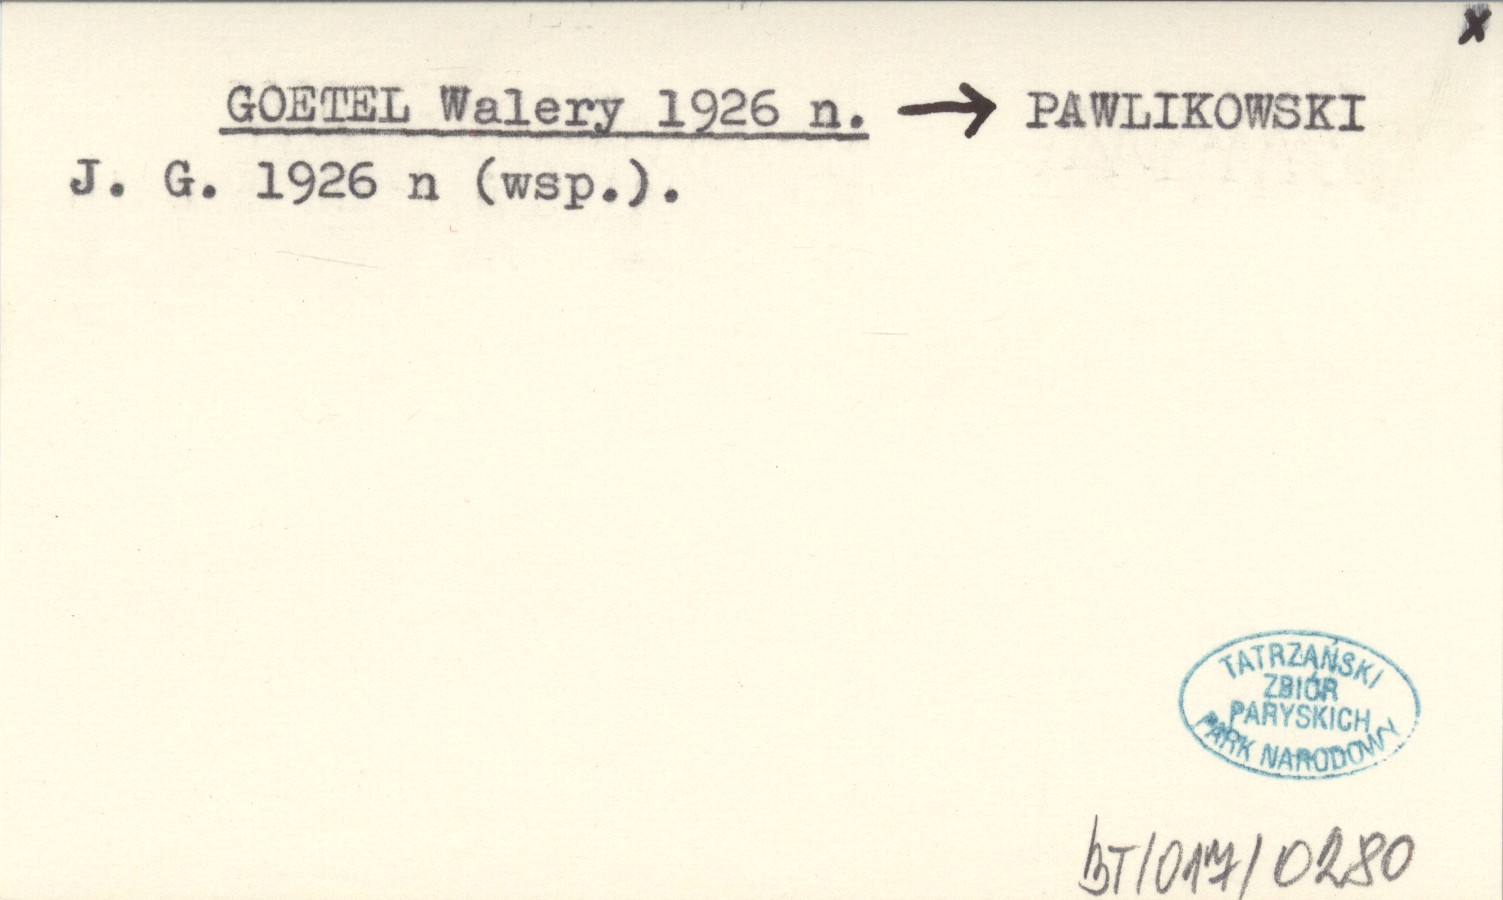 x
GOETEL Walery 1926 n. → PAWLIKOWSKI
J. G. 1926 n (wsp.).
TATRZAŃSKI
ZBIÓR
PARYSKICH
PARK NARODOWY
BT/017/0280